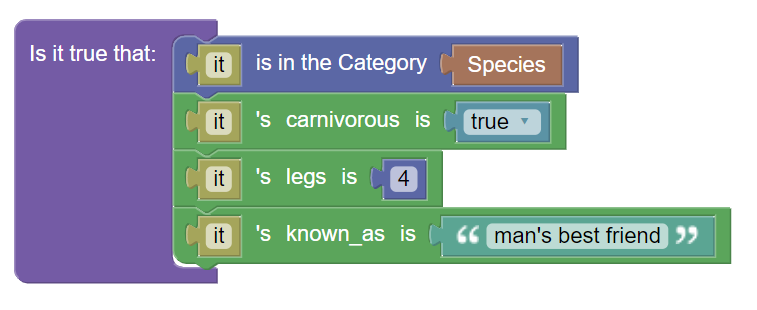 Is it true that:
it is in the Category Species
it 's carnivorous is true
it 's legs is 4
it 's known_as is “ man's best friend ”